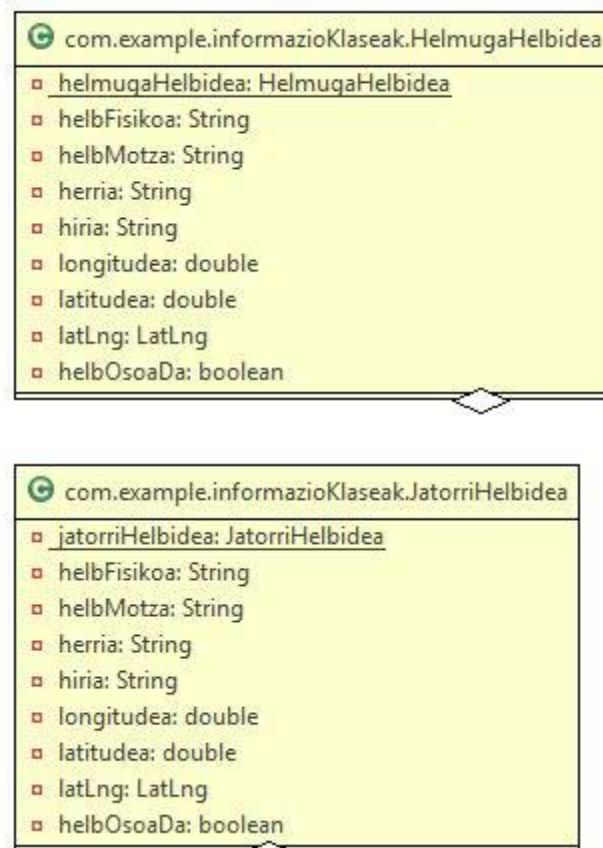 C com.example.informazioKlaseak.HelmugaHelbidea
helmugaHelbidea: HelmugaHelbidea
helbFisikoa: String
helbMotza: String
herria: String
hiria: String
longitudea: double
latitudea: double
latLng: LatLng
helbOsoaDa: boolean
C com.example.informazioKlaseak.JatorriHelbidea
jatorriHelbidea: JatorriHelbidea
helbFisikoa: String
helbMotza: String
herria: String
hiria: String
longitudea: double
latitudea: double
latLng: LatLng
helbOsoaDa: boolean